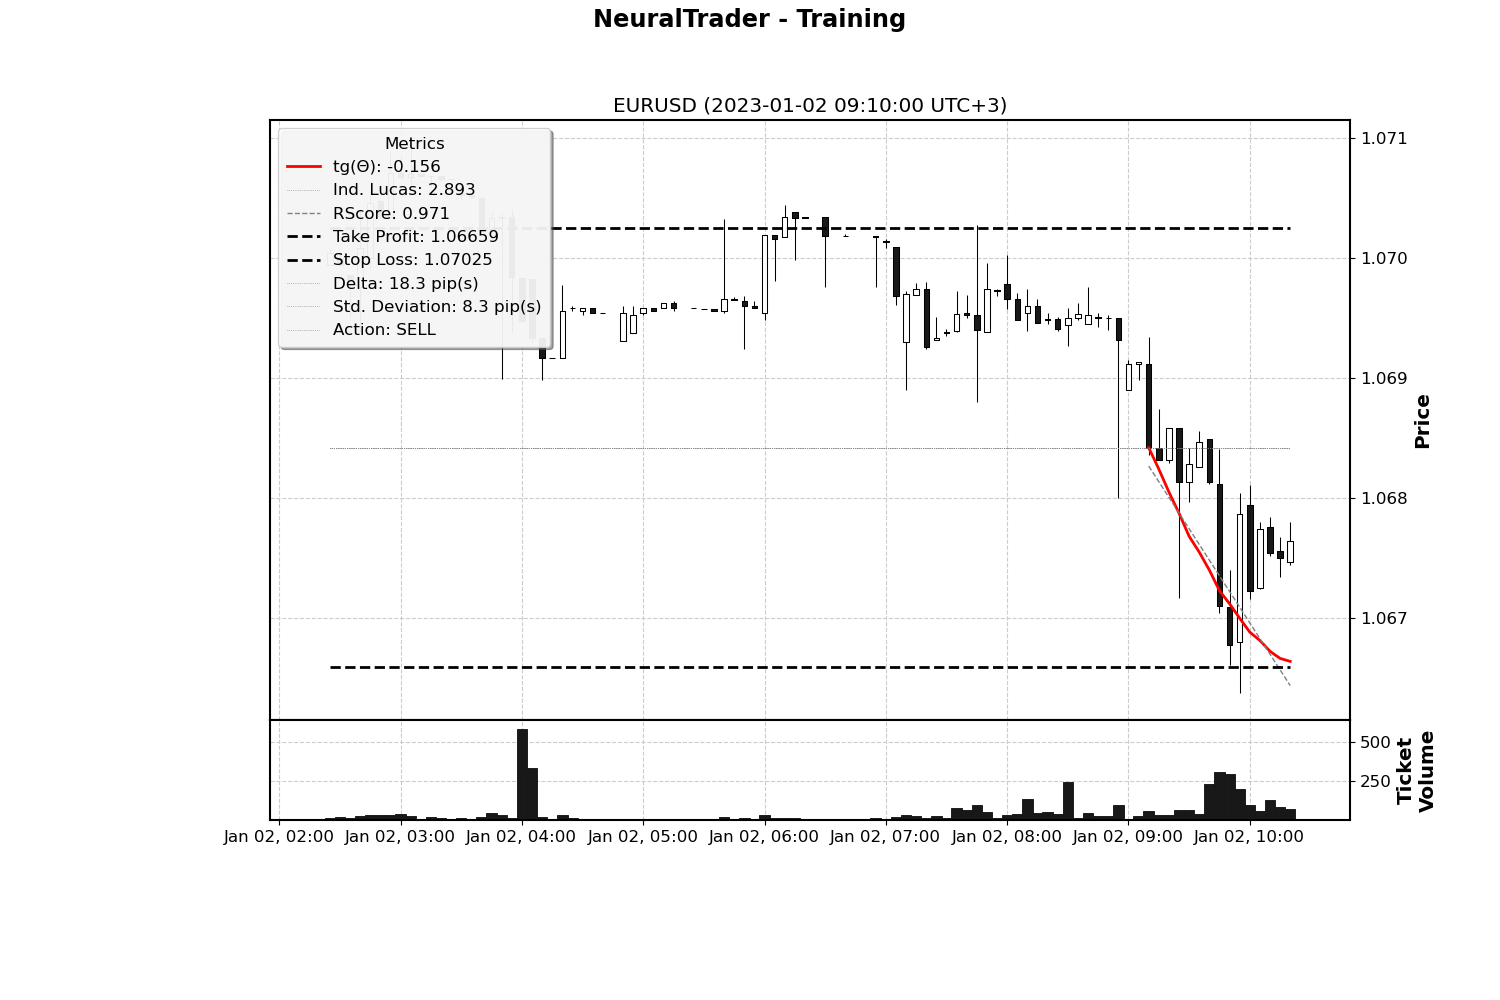 NeuralTrader - Training
EURUSD (2023-01-02 09:10:00 UTC+3)
Metrics
tg(Θ): -0.156
Ind. Lucas: 2.893
RScore: 0.971
Take Profit: 1.06659
Stop Loss: 1.07025
Delta: 18.3 pip(s)
Std. Deviation: 8.3 pip(s)
Action: SELL
1.071
1.070
1.069
1.068
1.067
Price
500
250
Ticket
Volume
Jan 02, 02:00 Jan 02, 03:00 Jan 02, 04:00 Jan 02, 05:00 Jan 02, 06:00 Jan 02, 07:00 Jan 02, 08:00 Jan 02, 09:00 Jan 02, 10:00